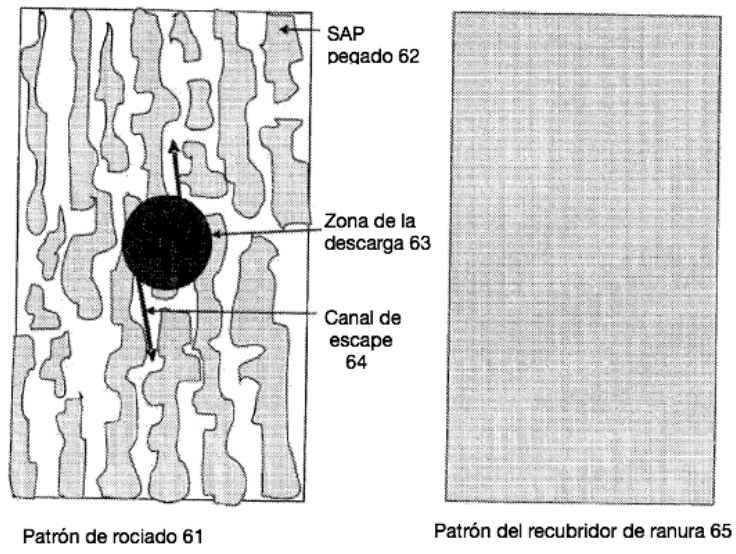 SAP
pegado 62
Zona de la
descarga 63
Canal de
escape
64
Patrón de rociado 61
Patrón del recubridor de ranura 65